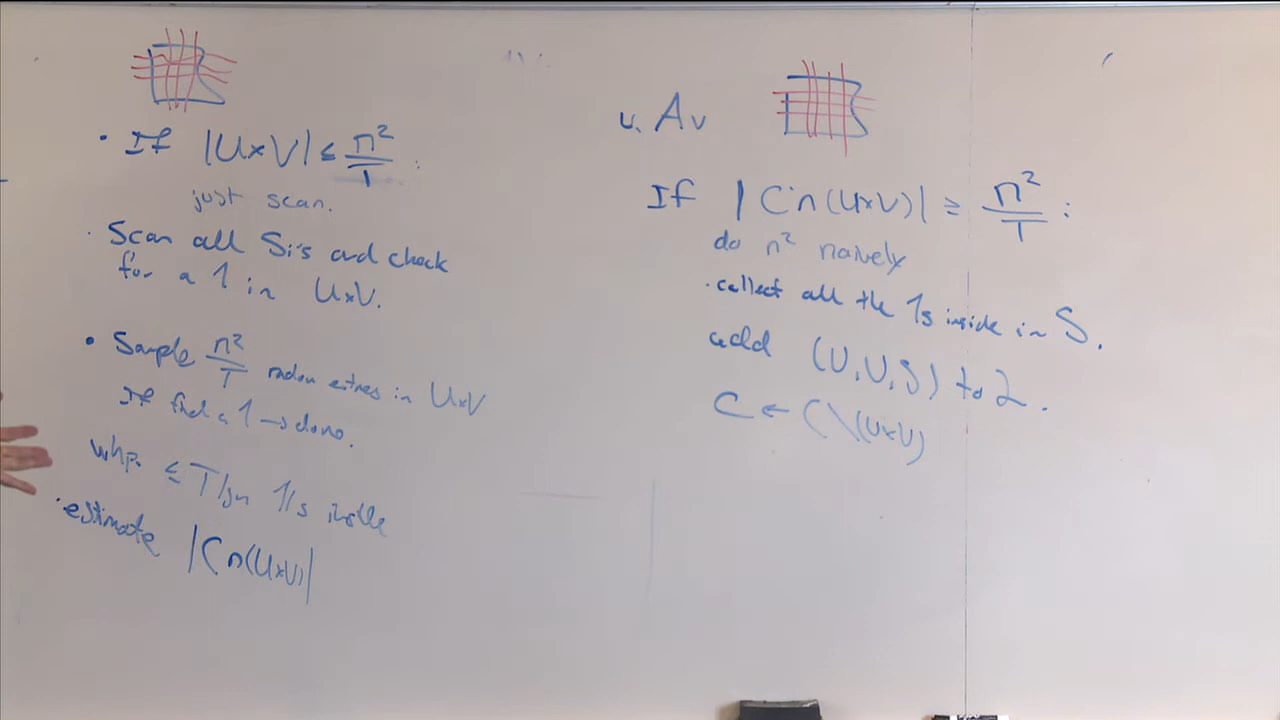 • If |U×V| ≤ n²/T :
just scan.
· Scan all Si's and check
for a 1 in U×V.
• Sample n²/T random entries in U×V
If find a 1 → done.
whp. ≤ T lgn 1's inside
· estimate |C∩(U×V)|
u. Av
If |C∩(U×V)| ≥ n²/T :
do n² naively
· collect all the 1s inside in S.
add (U,V,S) to L.
C ← C\(U×V)